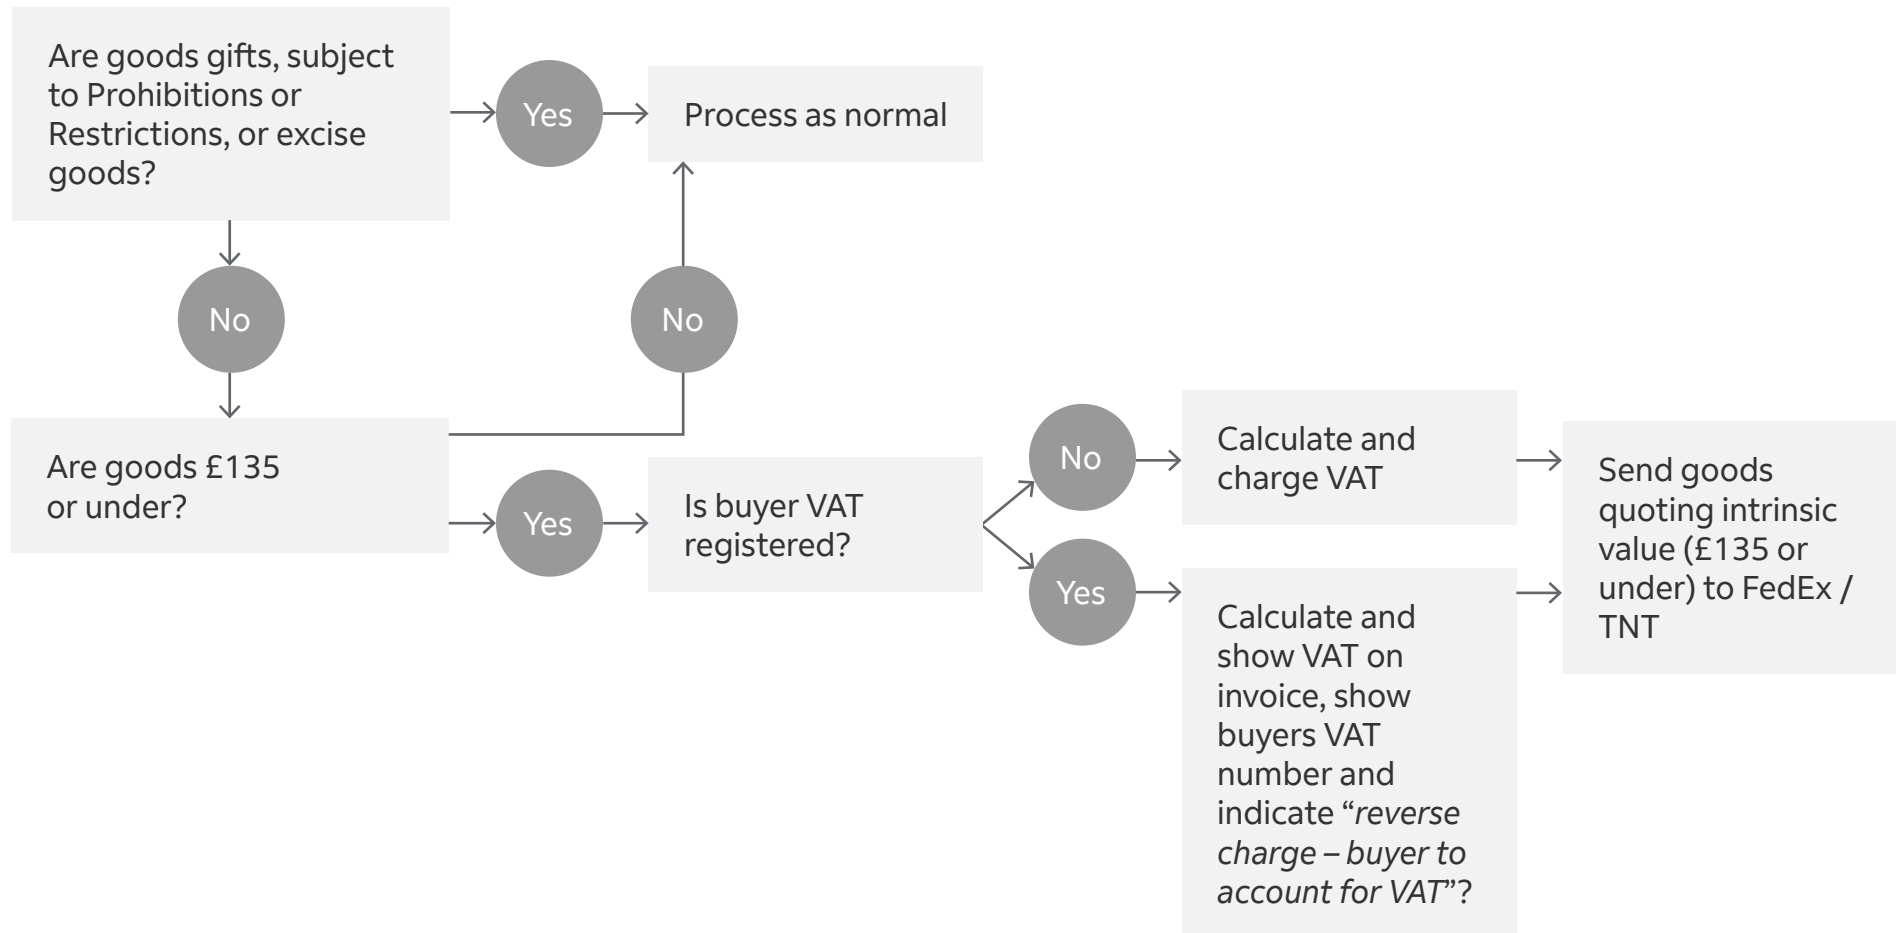 Are goods gifts, subject
to Prohibitions or
Restrictions, or excise
goods?
Yes
Process as normal
No
No
Are goods £135
or under?
Yes
Is buyer VAT
registered?
No
Calculate and
charge VAT
Yes
Calculate and
show VAT on
invoice, show
buyers VAT
number and
indicate “reverse
charge – buyer to
account for VAT”?
Send goods
quoting intrinsic
value (£135 or
under) to FedEx /
TNT